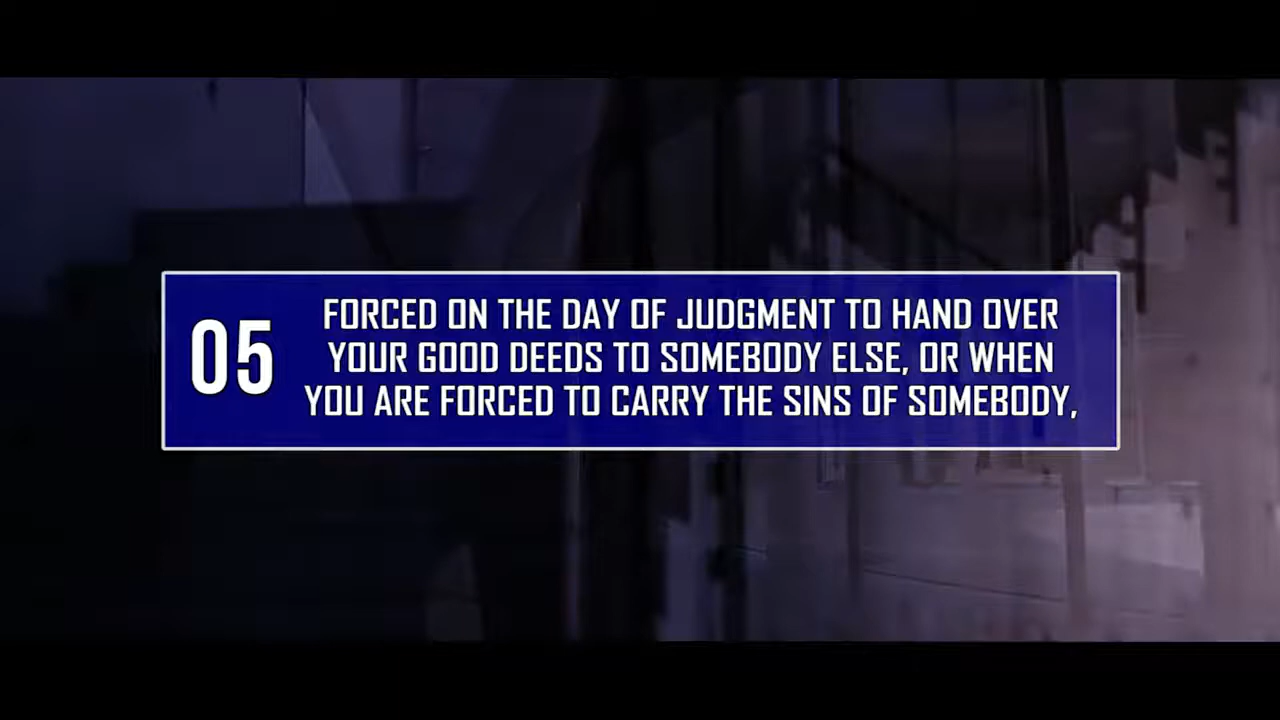 05
FORCED ON THE DAY OF JUDGMENT TO HAND OVER
YOUR GOOD DEEDS TO SOMEBODY ELSE, OR WHEN
YOU ARE FORCED TO CARRY THE SINS OF SOMEBODY,